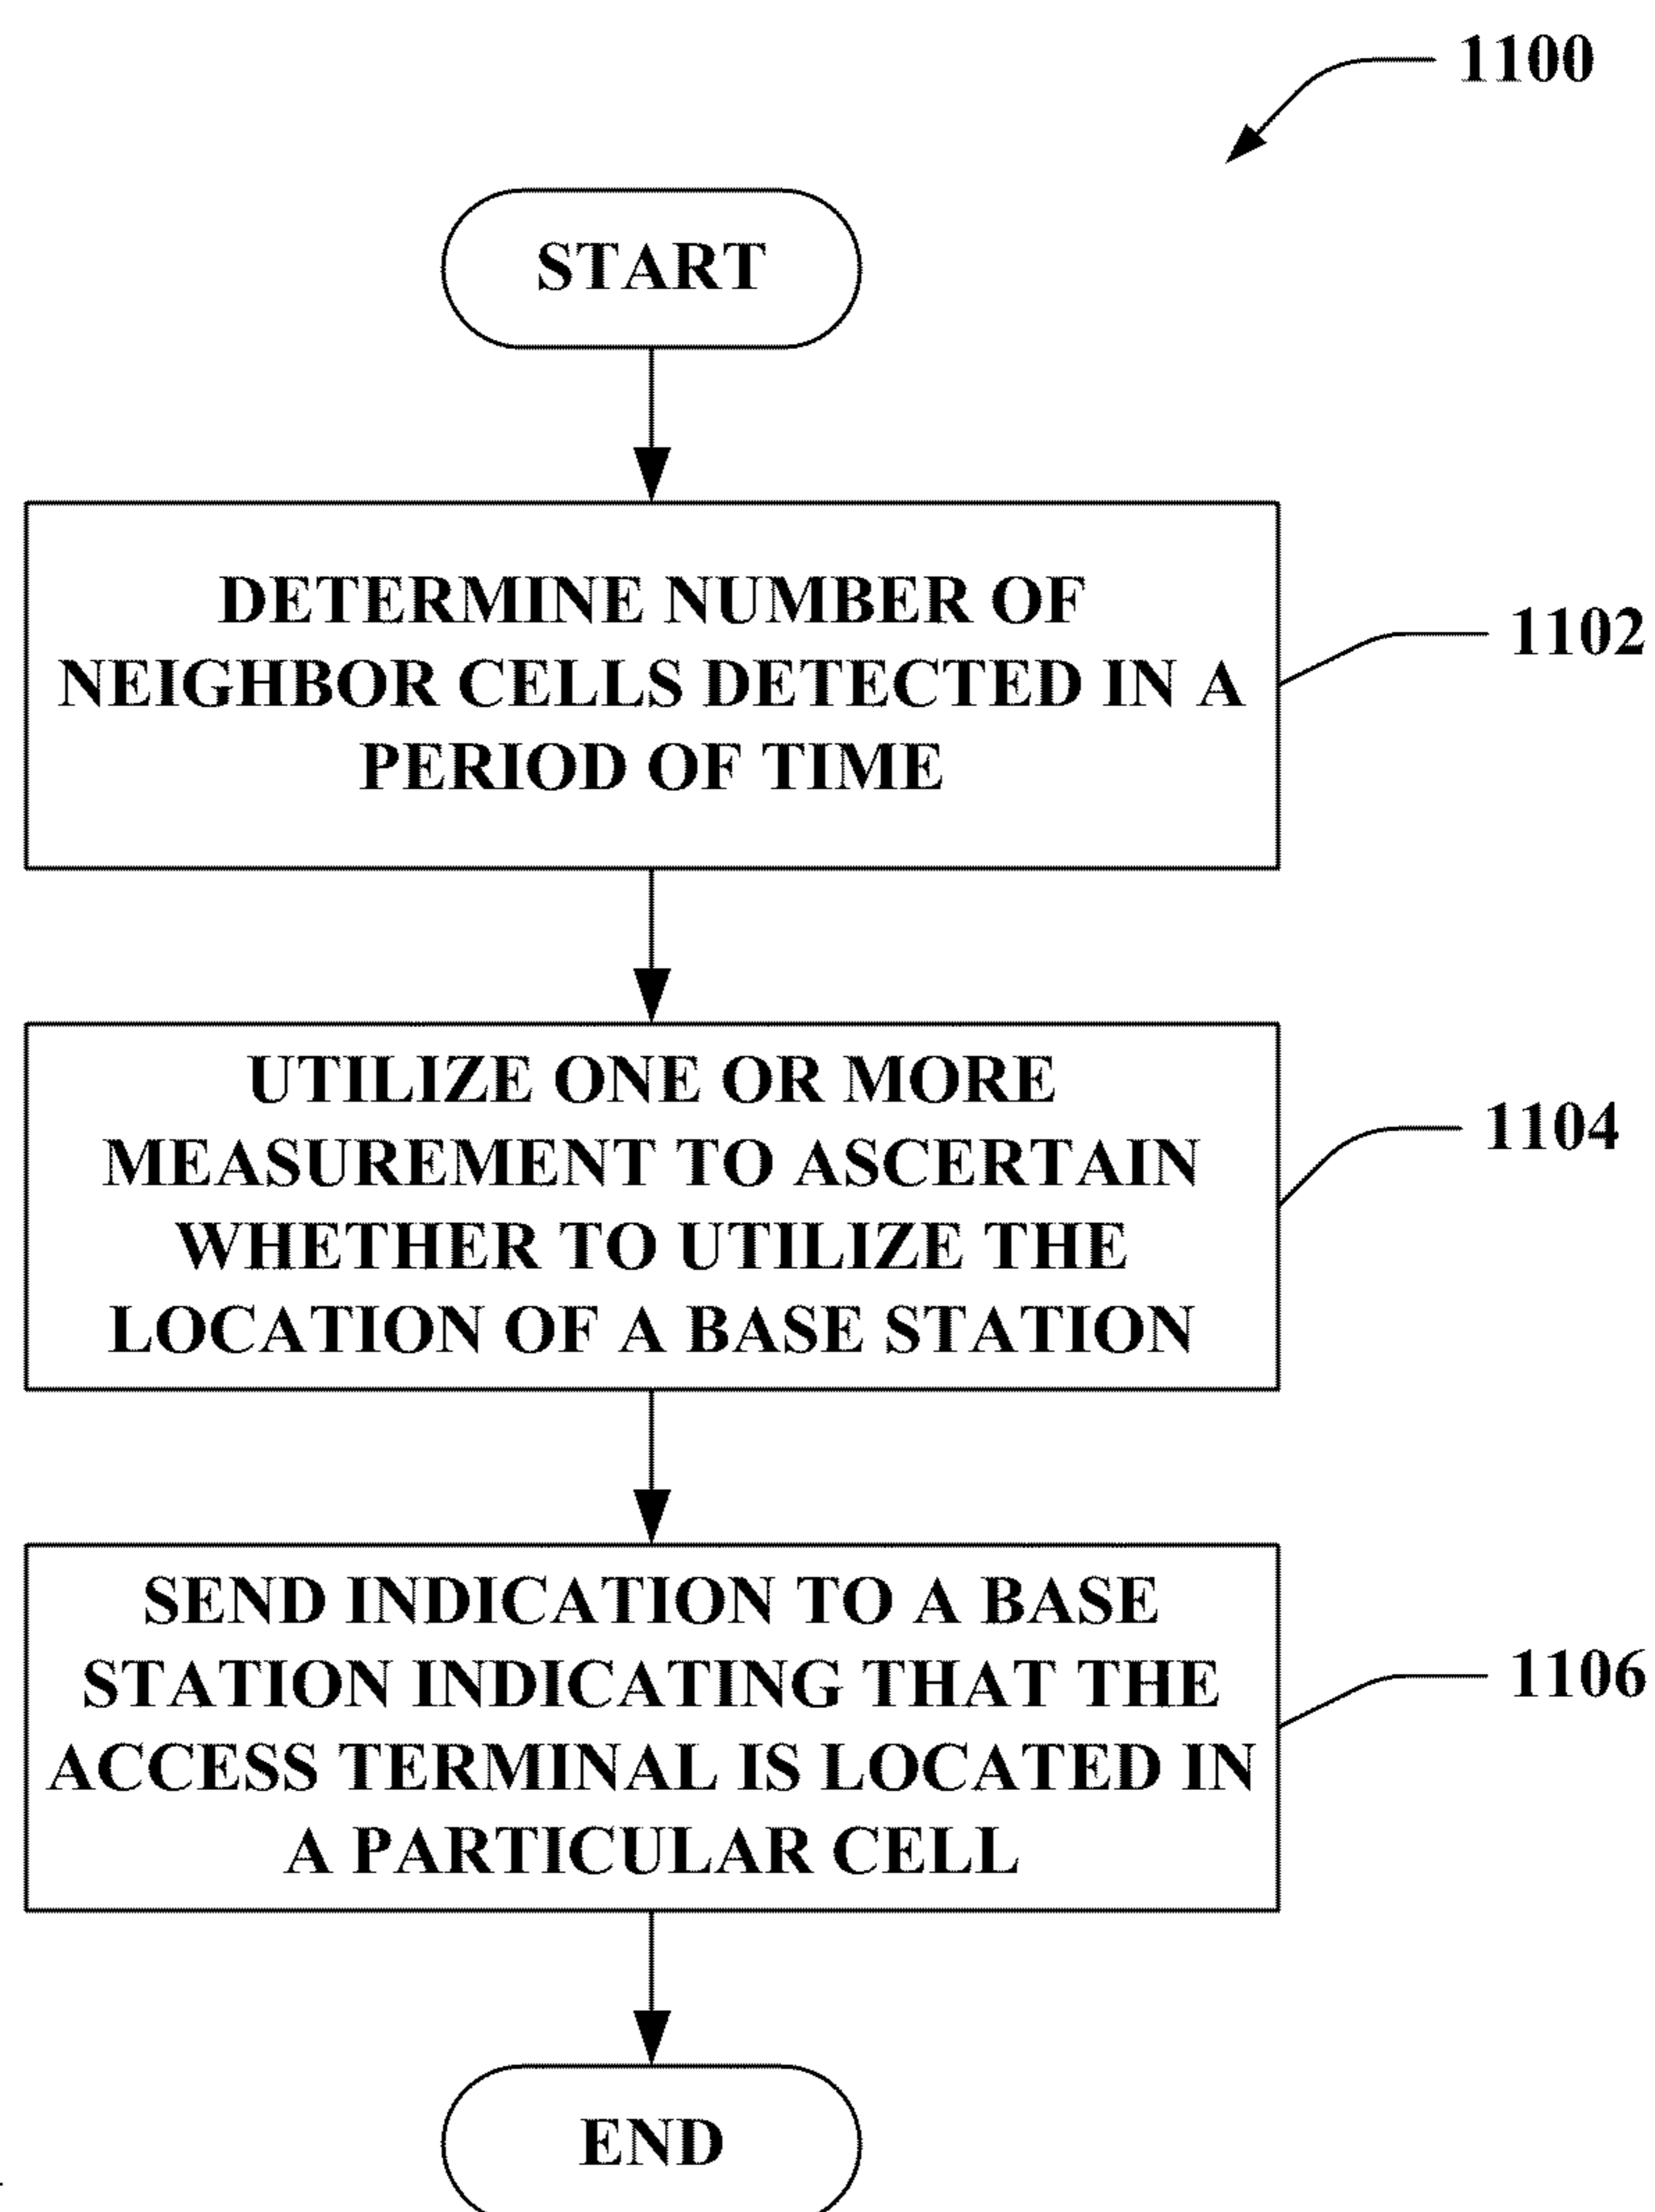 1100
START
DETERMINE NUMBER OF
NEIGHBOR CELLS DETECTED IN A
PERIOD OF TIME
1102
UTILIZE ONE OR MORE
MEASUREMENT TO ASCERTAIN
WHETHER TO UTILIZE THE
LOCATION OF A BASE STATION
1104
SEND INDICATION TO A BASE
STATION INDICATING THAT THE
ACCESS TERMINAL IS LOCATED IN
A PARTICULAR CELL
1106
END